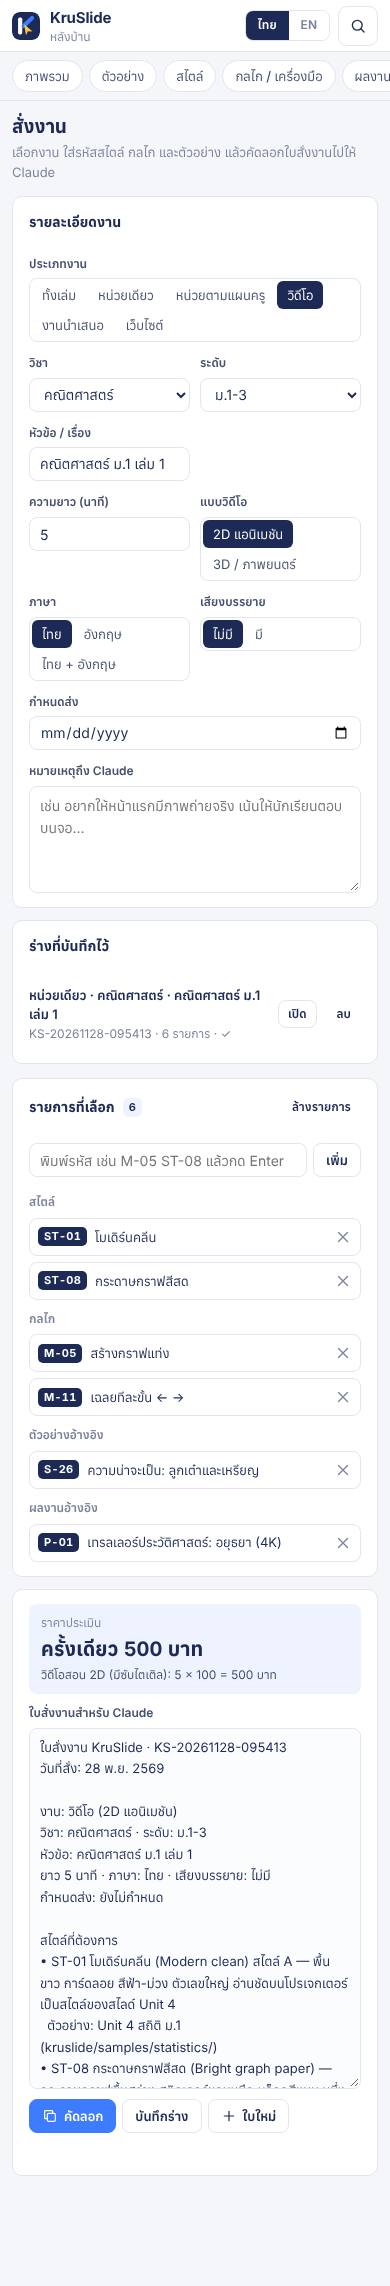 KruSlide
หลังบ้าน
ไทย EN
ภาพรวม ตัวอย่าง สไตล์ กลไก / เครื่องมือ ผลงาน
สั่งงาน
เลือกงาน ใส่รหัสสไตล์ กลไก และตัวอย่าง แล้วคัดลอกใบสั่งงานไปให้
Claude
รายละเอียดงาน
ประเภทงาน
ทั้งเล่ม หน่วยเดียว หน่วยตามแผนครู วิดีโอ
งานนำเสนอ เว็บไซต์
วิชา ระดับ
คณิตศาสตร์ ม.1-3
หัวข้อ / เรื่อง
คณิตศาสตร์ ม.1 เล่ม 1
ความยาว (นาที) แบบวิดีโอ
5 2D แอนิเมชัน
3D / ภาพยนตร์
ภาษา เสียงบรรยาย
ไทย อังกฤษ ไม่มี มี
ไทย + อังกฤษ
กำหนดส่ง
mm/dd/yyyy
หมายเหตุถึง Claude
เช่น อยากให้หน้าแรกมีภาพถ่ายจริง เน้นให้นักเรียนตอบ
บนจอ...
ร่างที่บันทึกไว้
หน่วยเดียว · คณิตศาสตร์ · คณิตศาสตร์ ม.1
เล่ม 1
KS-20261128-095413 · 6 รายการ · ✓
เปิด ลบ
รายการที่เลือก 6 ล้างรายการ
พิมพ์รหัส เช่น M-05 ST-08 แล้วกด Enter เพิ่ม
สไตล์
ST-01 โมเดิร์นคลีน
ST-08 กระดาษกราฟสีสด
กลไก
M-05 สร้างกราฟแท่ง
M-11 เฉลยทีละขั้น ← →
ตัวอย่างอ้างอิง
S-26 ความน่าจะเป็น: ลูกเต๋าและเหรียญ
ผลงานอ้างอิง
P-01 เทรลเลอร์ประวัติศาสตร์: อยุธยา (4K)
ราคาประเมิน
ครั้งเดียว 500 บาท
วิดีโอสอน 2D (มีซับไตเติล): 5 × 100 = 500 บาท
ใบสั่งงานสำหรับ Claude
ใบสั่งงาน KruSlide · KS-20261128-095413
วันที่สั่ง: 28 พ.ย. 2569
งาน: วิดีโอ (2D แอนิเมชัน)
วิชา: คณิตศาสตร์ · ระดับ: ม.1-3
หัวข้อ: คณิตศาสตร์ ม.1 เล่ม 1
ยาว 5 นาที · ภาษา: ไทย · เสียงบรรยาย: ไม่มี
กำหนดส่ง: ยังไม่กำหนด
สไตล์ที่ต้องการ
• ST-01 โมเดิร์นคลีน (Modern clean) สไตล์ A — พื้น
ขาว การ์ดลอย สีฟ้า-ม่วง ตัวเลขใหญ่ อ่านชัดบนโปรเจกเตอร์
เป็นสไตล์ของสไลด์ Unit 4
ตัวอย่าง: Unit 4 สถิติ ม.1
(kruslide/samples/statistics/)
• ST-08 กระดาษกราฟสีสด (Bright graph paper) —
คัดลอก บันทึกร่าง + ใบใหม่